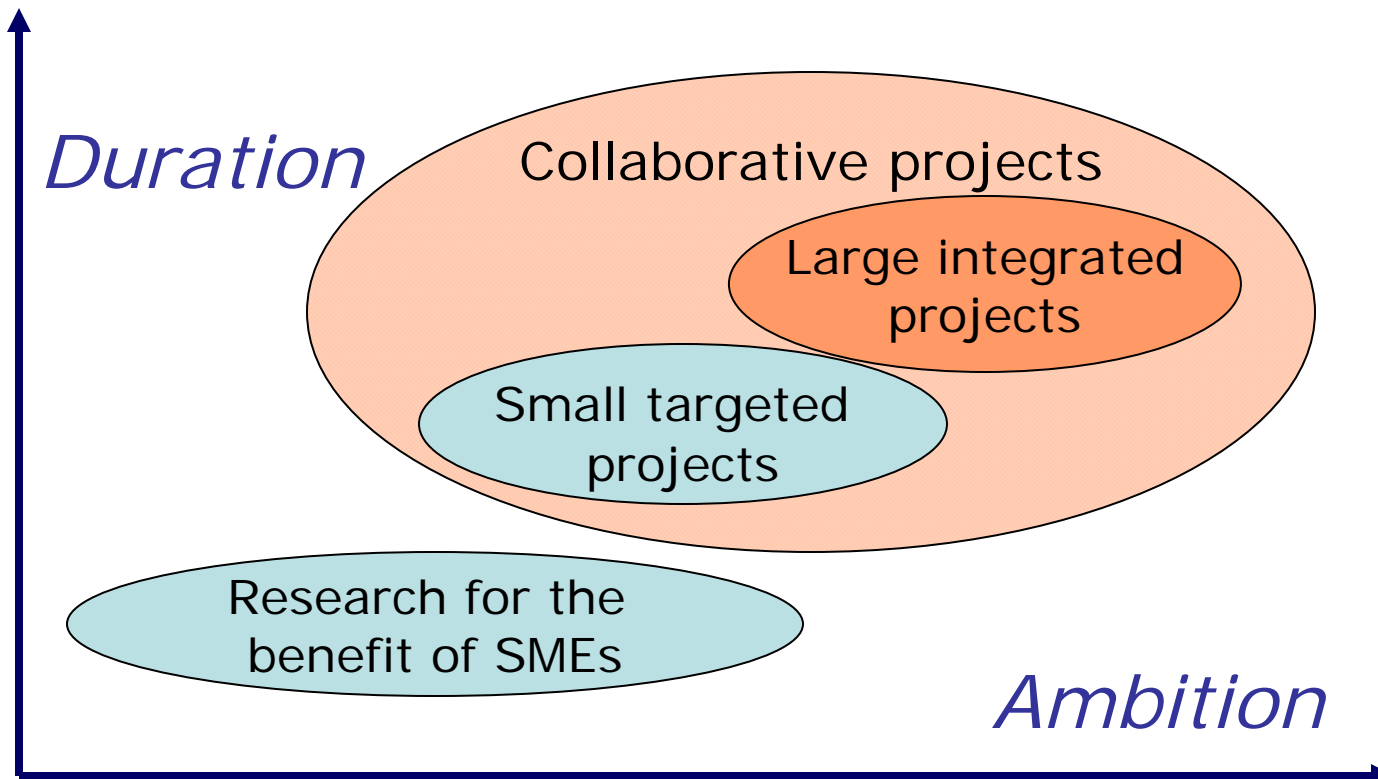 Duration
Collaborative projects
Large integrated
projects
Small targeted
projects
Research for the
benefit of SMEs
Ambition